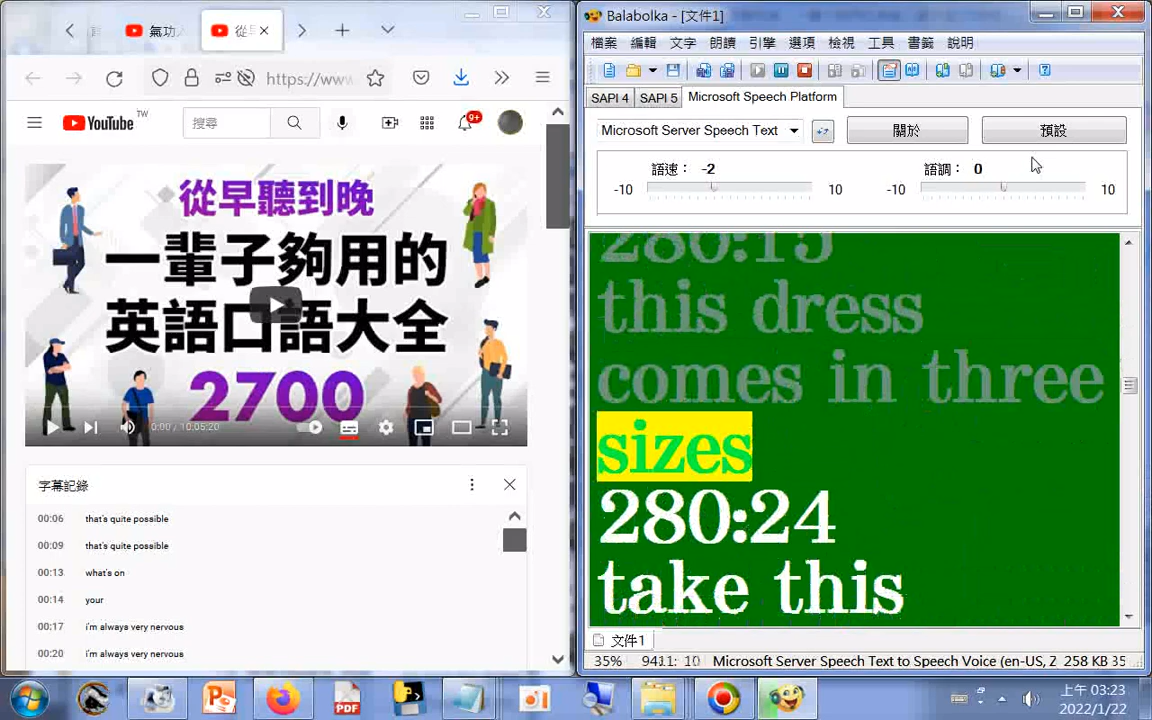 氣功
從
https://www
YouTube TW
搜尋
9+
從早聽到晚
一輩子夠用的
英語口語大全
2700
0:00 / 10:05:20
字幕記錄
00:06 that's quite possible
00:09 that's quite possible
00:13 what's on
00:14 your
00:17 i'm always very nervous
00:20 i'm always very nervous
Balabolka - [文件1]
檔案 編輯 文字 朗讀 引擎 選項 檢視 工具 書籤 說明
SAPI 4 SAPI 5 Microsoft Speech Platform
Microsoft Server Speech Text 關於 預設
語速： -2 語調： 0
-10 10 -10 10
280:15
this dress
comes in three
sizes
280:24
take this
文件1
35% 9411: 10 Microsoft Server Speech Text to Speech Voice (en-US, Z 258 KB 35
PDF
上午 03:23
2022/1/22